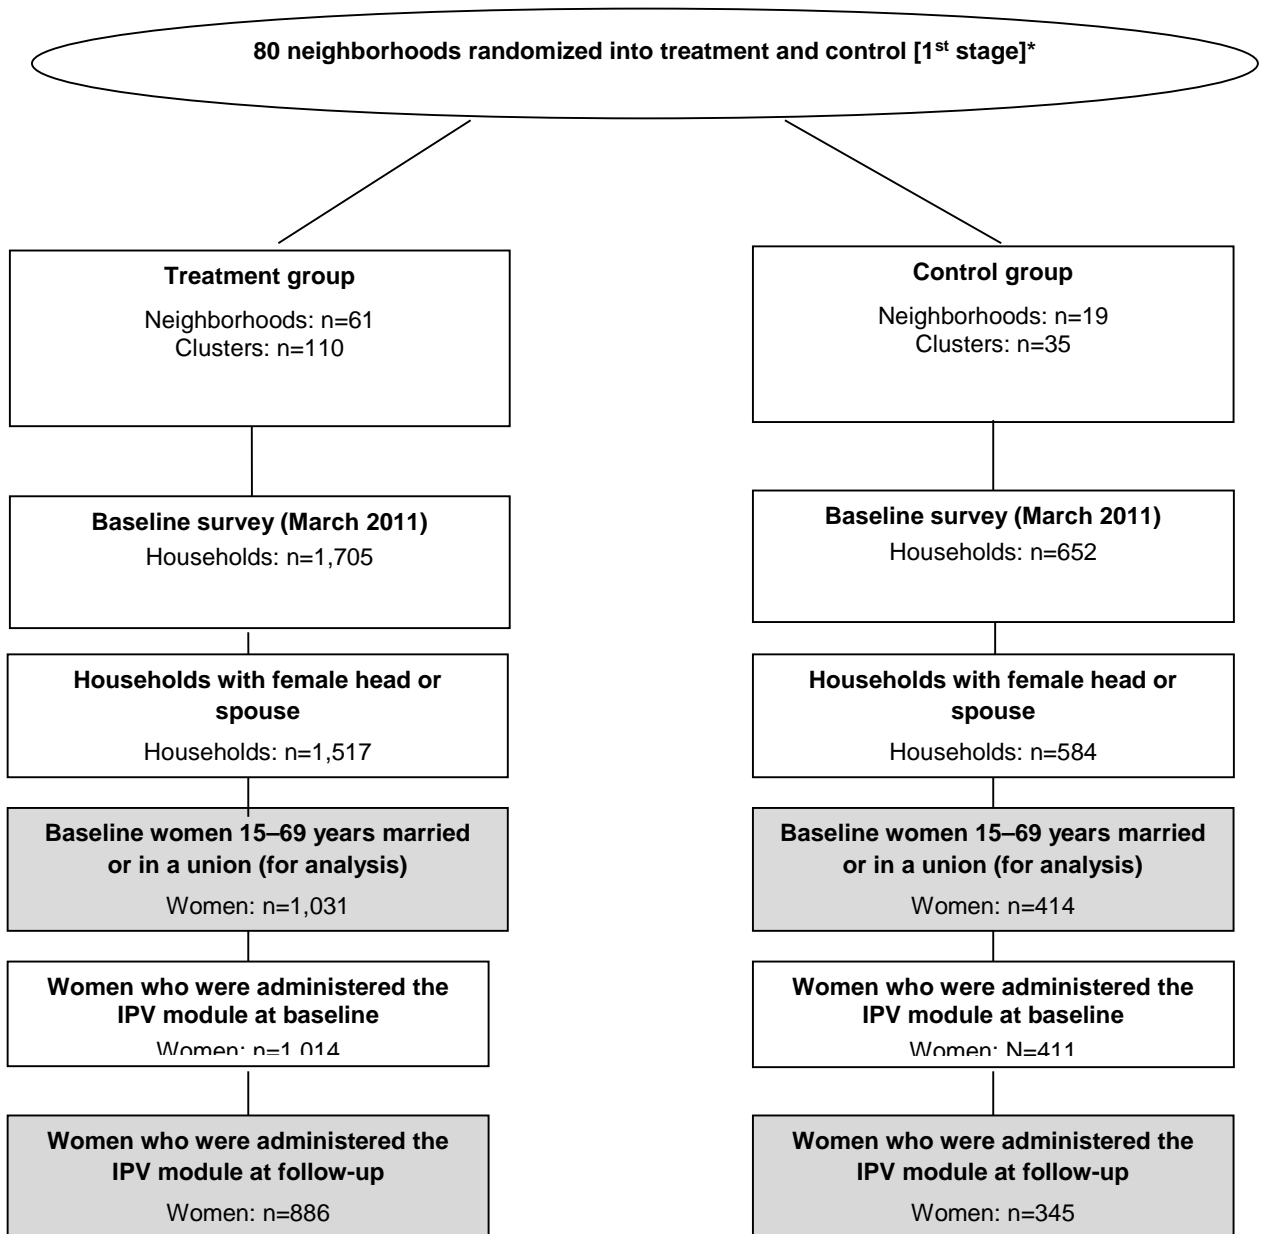 80 neighborhoods randomized into treatment and control [1st stage]*
Treatment group
Neighborhoods: n=61
Clusters: n=110
Control group
Neighborhoods: n=19
Clusters: n=35
Baseline survey (March 2011)
Households: n=1,705
Baseline survey (March 2011)
Households: n=652
Households with female head or
spouse
Households: n=1,517
Households with female head or
spouse
Households: n=584
Baseline women 15–69 years married
or in a union (for analysis)
Women: n=1,031
Baseline women 15–69 years married
or in a union (for analysis)
Women: n=414
Women who were administered the
IPV module at baseline
Women: n=1,014
Women who were administered the
IPV module at baseline
Women: N=411
Women who were administered the
IPV module at follow-up
Women: n=886
Women who were administered the
IPV module at follow-up
Women: n=345